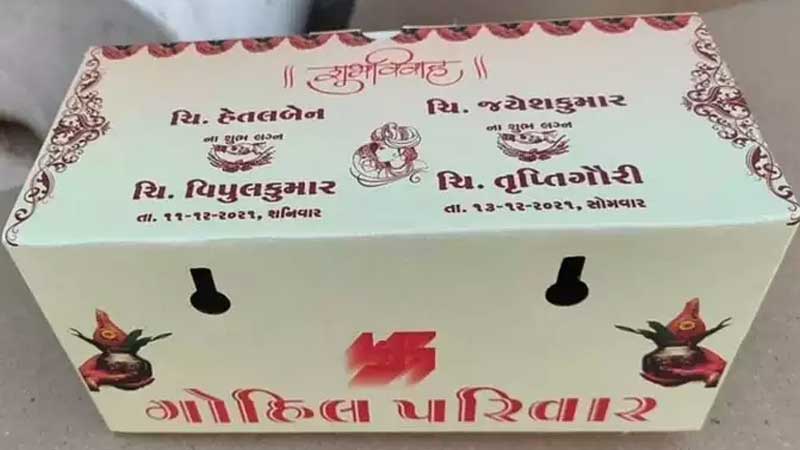 || शुभविवाह ||
ચિ. હેતલબેન
ના શુભ લગ્ન
ચિ. વિપુલકુમાર
તા. ૧૧-૧૨-૨૦૨૧, શનિવાર
ચિ. જયેશકુમાર
ના શુભ લગ્ન
ચિ. તૃપ્તિગૌરી
તા. ૧૩-૧૨-૨૦૨૧, સોમવાર
ગોહિલ પરિવાર